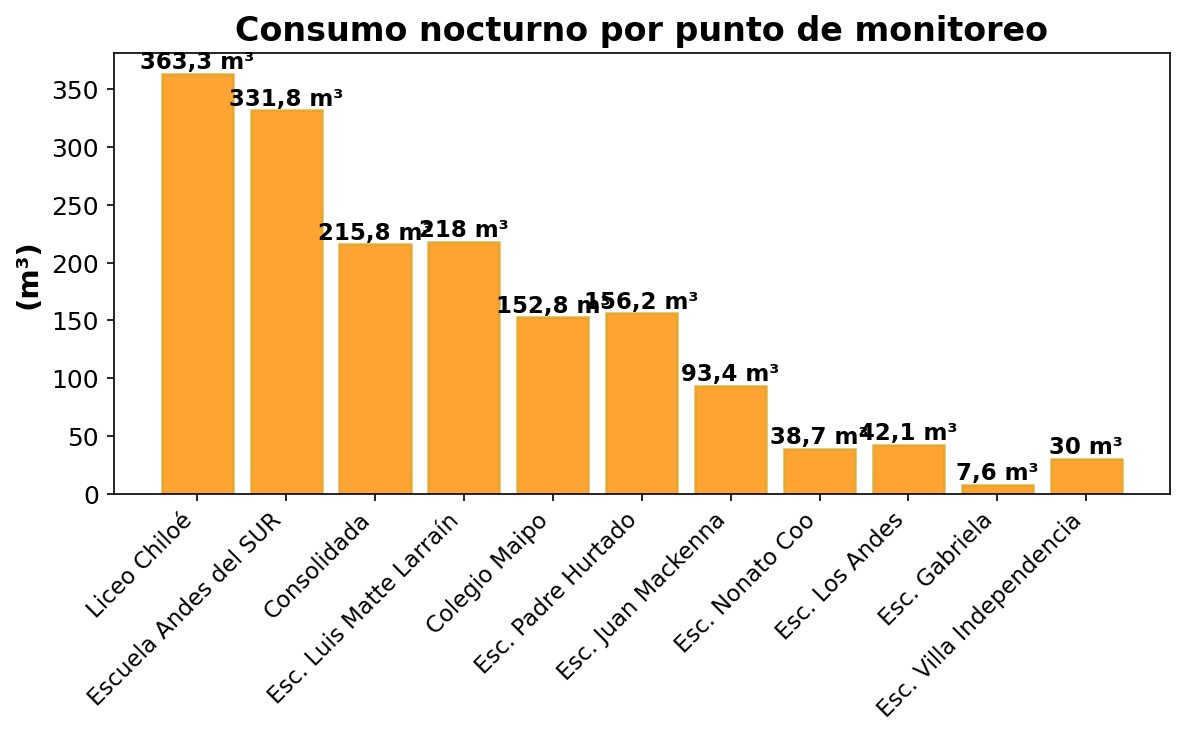 Consumo nocturno por punto de monitoreo
(m³)
350
300
250
200
150
100
50
0
363,3 m³
331,8 m³
215,8 m³
218 m³
152,8 m³
156,2 m³
93,4 m³
38,7 m³
42,1 m³
7,6 m³
30 m³
Liceo Chiloé
Escuela Andes del SUR
Consolidada
Esc. Luis Matte Larraín
Colegio Maipo
Esc. Padre Hurtado
Esc. Juan Mackenna
Esc. Nonato Coo
Esc. Los Andes
Esc. Gabriela
Esc. Villa Independencia